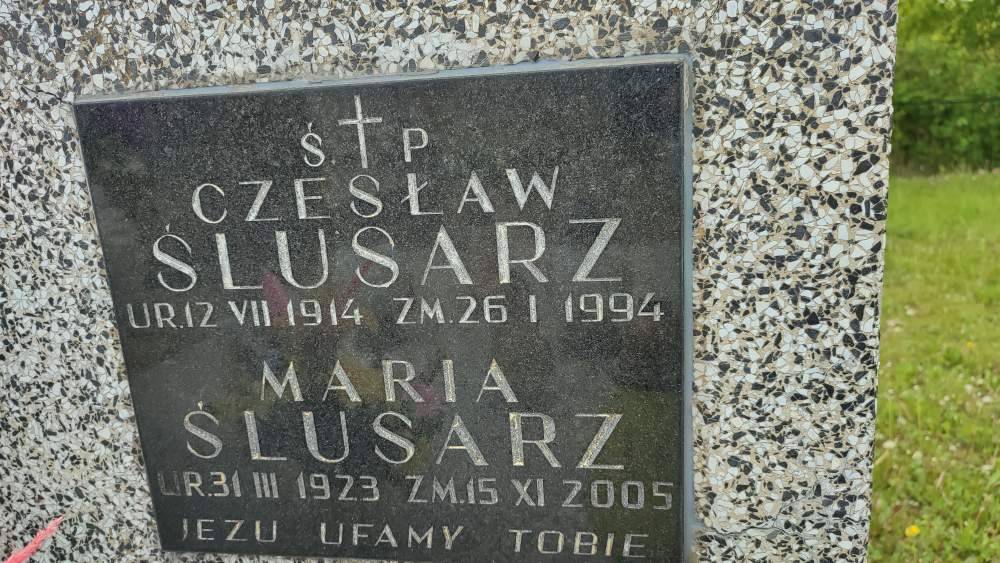 Ś P
CZESŁAW
ŚLUSARZ
UR.12 VII 1914 ZM.26 I 1994
MARIA
ŚLUSARZ
UR.31 III 1923 ZM.15 XI 2005
JEZU UFAMY TOBIE